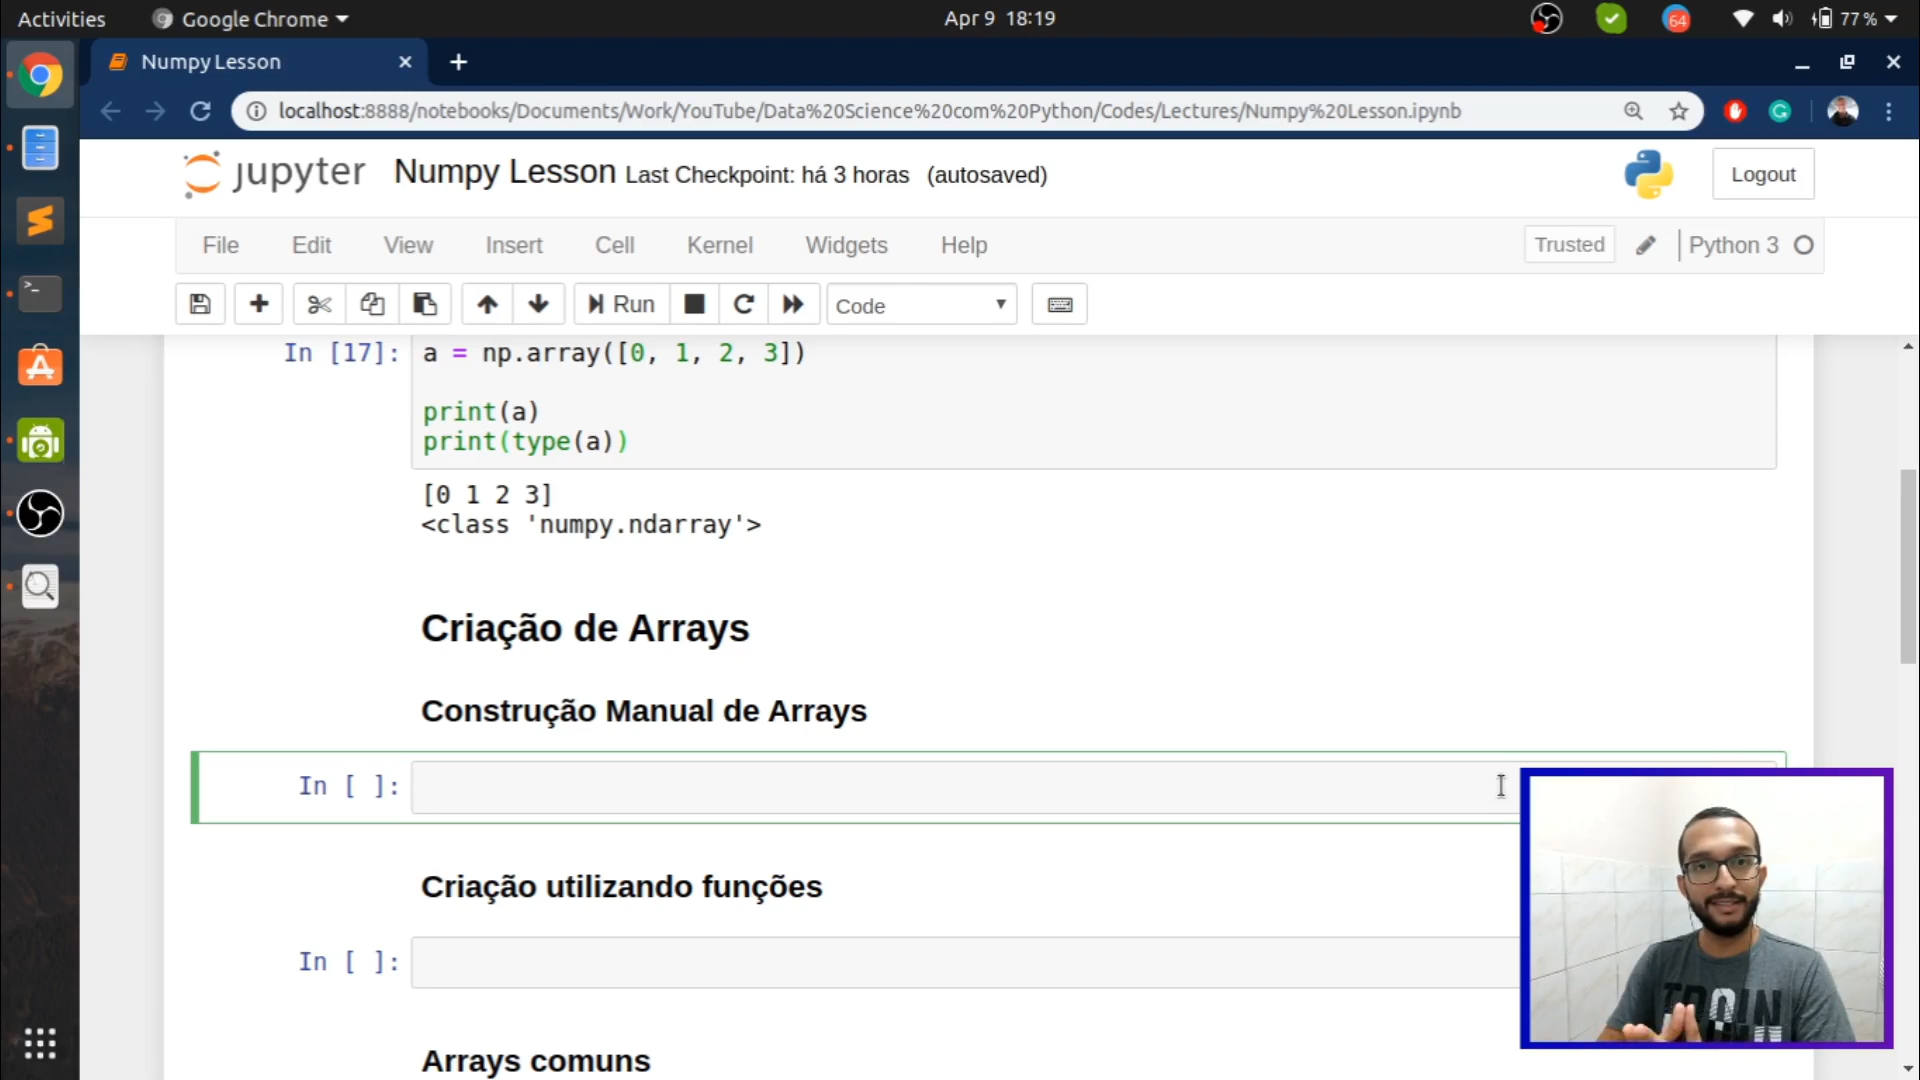 Activities Google Chrome Apr 9 18:19 64 77 %
Numpy Lesson
localhost:8888/notebooks/Documents/Work/YouTube/Data%20Science%20com%20Python/Codes/Lectures/Numpy%20Lesson.ipynb
jupyter Numpy Lesson Last Checkpoint: há 3 horas (autosaved) Logout
File Edit View Insert Cell Kernel Widgets Help Trusted Python 3
Run Code
In [17]: a = np.array([0, 1, 2, 3])
print(a)
print(type(a))
[0 1 2 3]
<class 'numpy.ndarray'>
Criação de Arrays
Construção Manual de Arrays
In [ ]:
Criação utilizando funções
In [ ]:
Arrays comuns